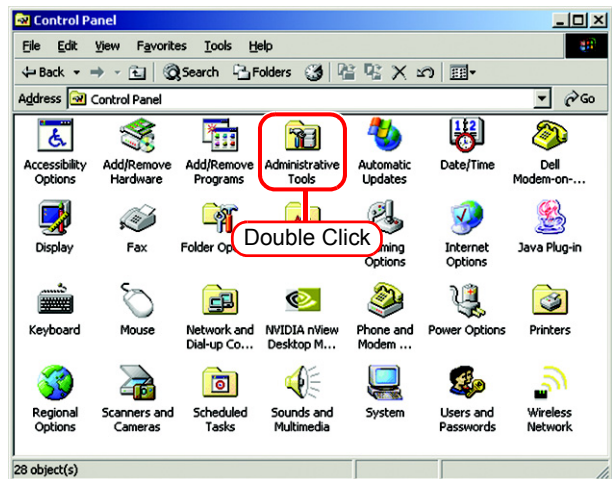 Control Panel
File Edit View Favorites Tools Help
Back Search Folders
Address Control Panel Go
Accessibility Options
Add/Remove Hardware
Add/Remove Programs
Administrative Tools
Automatic Updates
Date/Time
Dell Modem-on-...
Double Click
Display
Fax
Folder Op
Options
Internet Options
Java Plug-in
Keyboard
Mouse
Network and Dial-up Co...
NVIDIA nView Desktop M...
Phone and Modem ...
Power Options
Printers
Regional Options
Scanners and Cameras
Scheduled Tasks
Sounds and Multimedia
System
Users and Passwords
Wireless Network
28 object(s)